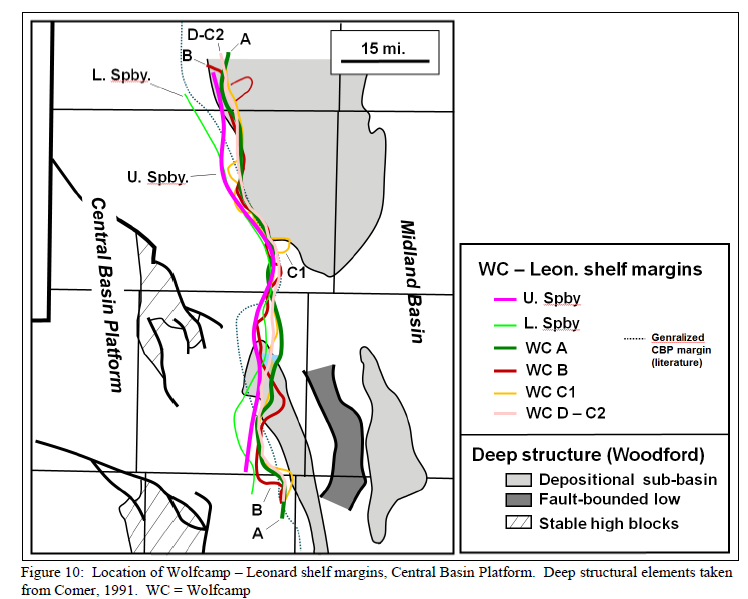 D-C2
A
B
15 mi.
L. Spby.
U. Spby.
Central Basin Platform
Midland Basin
C1
B
A
WC – Leon. shelf margins
U. Spby
L. Spby
WC A
WC B
WC C1
WC D – C2
Genralized
CBP margin
(literature)
Deep structure (Woodford)
Depositional sub-basin
Fault-bounded low
Stable high blocks
Figure 10:  Location of Wolfcamp – Leonard shelf margins, Central Basin Platform.  Deep structural elements taken
from Comer, 1991.  WC = Wolfcamp